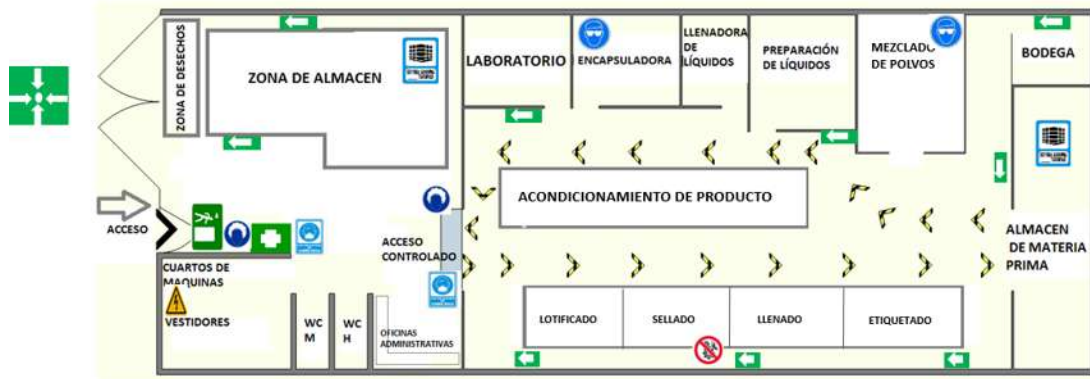 ZONA DE DESECHOS
ZONA DE ALMACEN
LABORATORIO
ENCAPSULADORA
LLENADORA
DE
LÍQUIDOS
PREPARACIÓN
DE LÍQUIDOS
MEZCLADO
DE POLVOS
BODEGA
ACONDICIONAMIENTO DE PRODUCTO
ACCESO
ACCESO
CONTROLADO
ALMACEN
DE MATERIA
PRIMA
CUARTOS DE
MAQUINAS
VESTIDORES
WC
M
WC
H
OFICINAS
ADMINISTRATIVAS
LOTIFICADO
SELLADO
LLENADO
ETIQUETADO